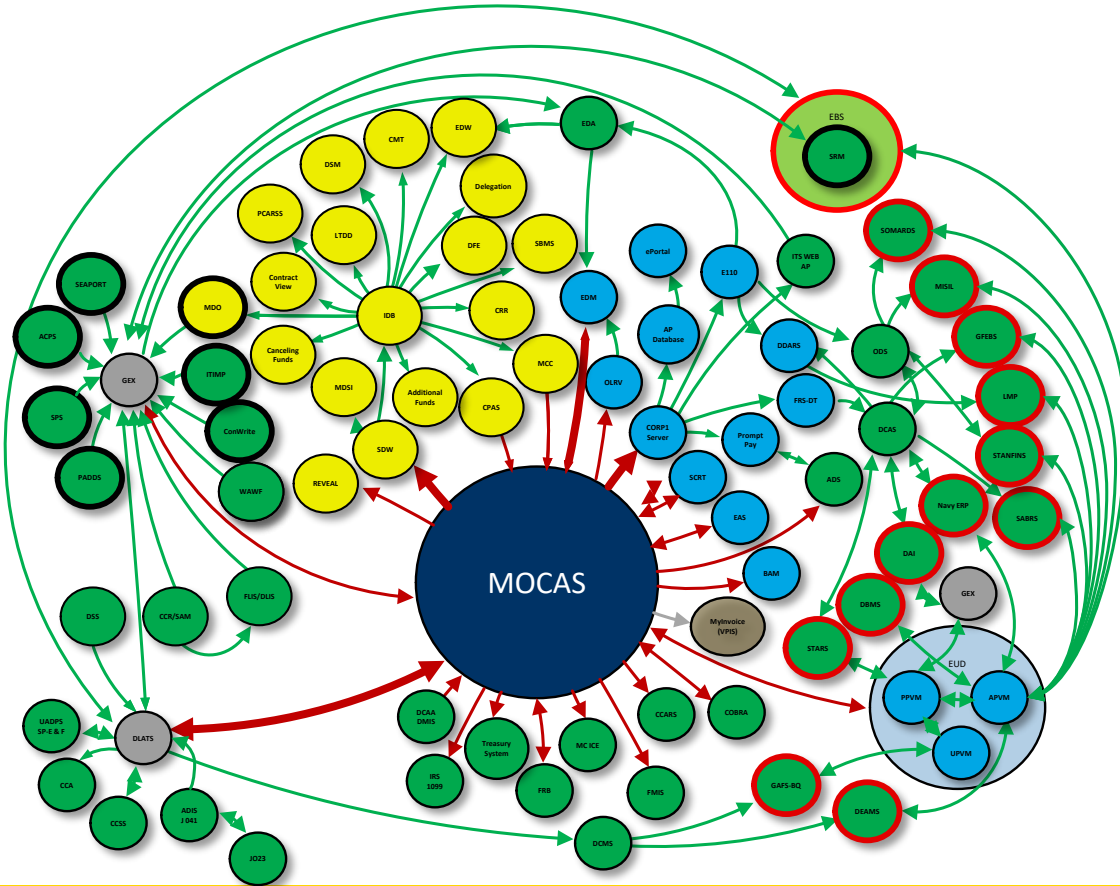 EBS
SRM
EDW
EDA
CMT
DSM
Delegation
PCARSS
LTDD
DFE
SBMS
SOMARDS
ePortal
E110
ITS WEB
AP
SEAPORT
Contract
View
EDM
MISIL
MDO
IDB
CRR
ACPS
AP
Database
DDARS
ODS
GFEBS
Canceling
Funds
MCC
GEX
ITIMP
MDSI
Additional
Funds
OLRV
LMP
CPAS
FRS-DT
SPS
ConWrite
CORP1
Server
DCAS
Prompt
Pay
SDW
STANFINS
PADDS
WAWF
REVEAL
SCRT
ADS
Navy ERP
SABRS
EAS
DAI
MOCAS
BAM
GEX
FLIS/DLIS
DSS
CCR/SAM
DBMS
MyInvoice
(VPIS)
STARS
EUD
PPVM
APVM
UADPS
SP-E & F
DLATS
DCAA
DMIS
CCARS
COBRA
Treasury
System
MC ICE
UPVM
CCA
IRS
1099
FRB
FMIS
GAFS-BQ
CCSS
ADIS
J 041
DEAMS
DCMS
JO23